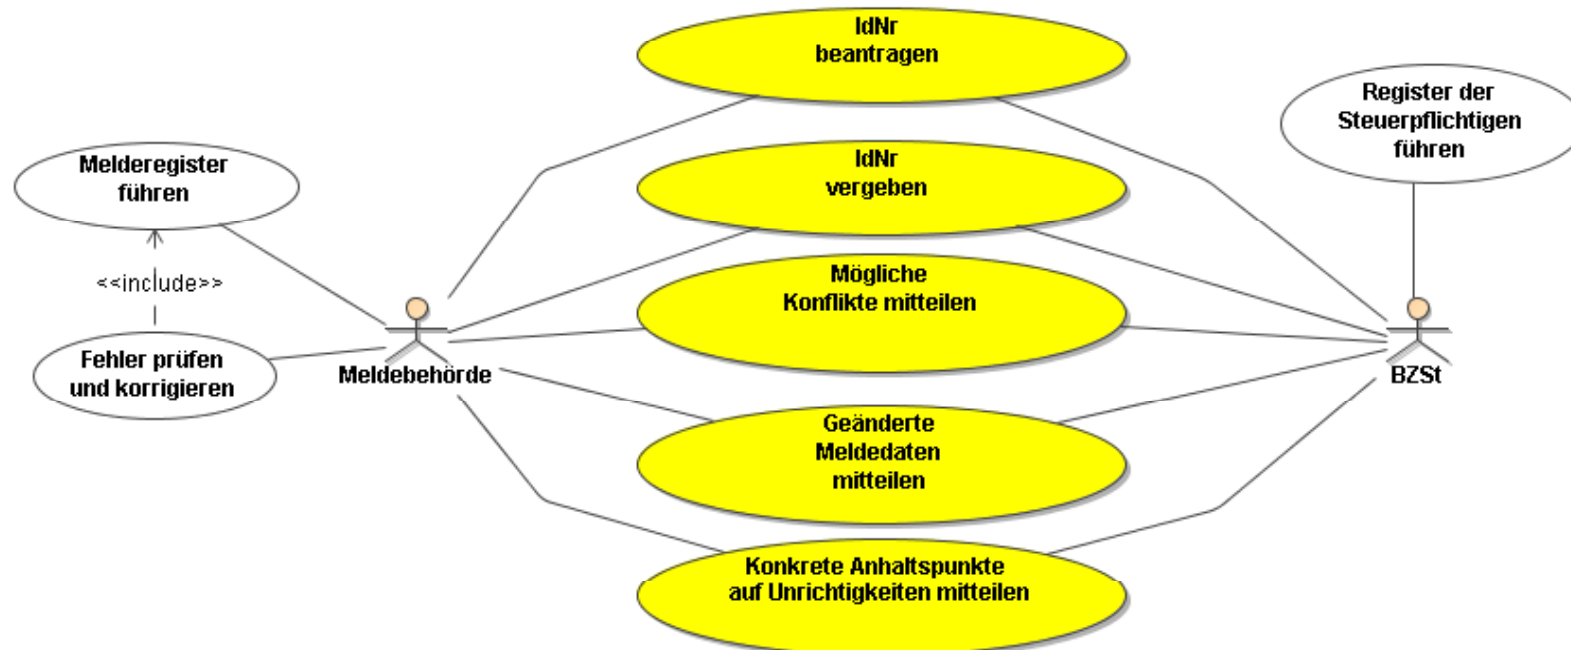 IdNr
beantragen
Register der
Steuerpflichtigen
führen
Melderegister
führen
IdNr
vergeben
<<include>>
Mögliche
Konflikte mitteilen
Fehler prüfen
und korrigieren
Meldebehörde
BZSt
Geänderte
Meldedaten
mitteilen
Konkrete Anhaltspunkte
auf Unrichtigkeiten mitteilen